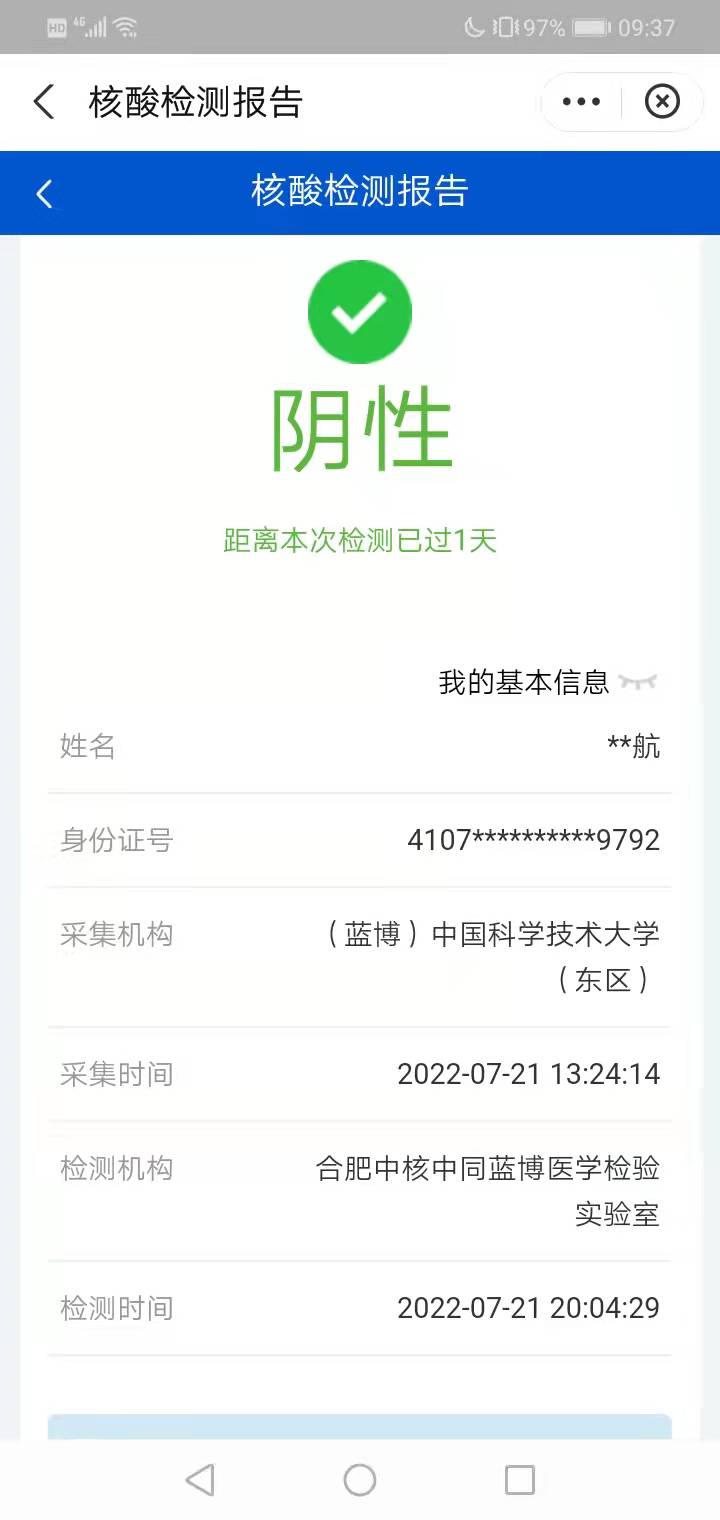 HD 4G 97% 09:37
核酸检测报告
核酸检测报告
阴性
距离本次检测已过1天
我的基本信息
姓名 **航
身份证号 4107**********9792
采集机构 （蓝博）中国科学技术大学
（东区）
采集时间 2022-07-21 13:24:14
检测机构 合肥中核中同蓝博医学检验
实验室
检测时间 2022-07-21 20:04:29